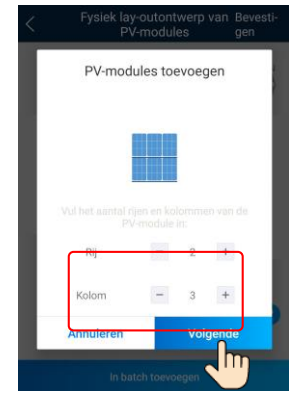 Fysiek lay-outontwerp van
PV-modules
Bevesti-
gen
PV-modules toevoegen
Vul het aantal rijen en kolommen van de
PV-module in:
Rij − 2 +
Kolom − 3 +
Annuleren Volgende
In batch toevoegen